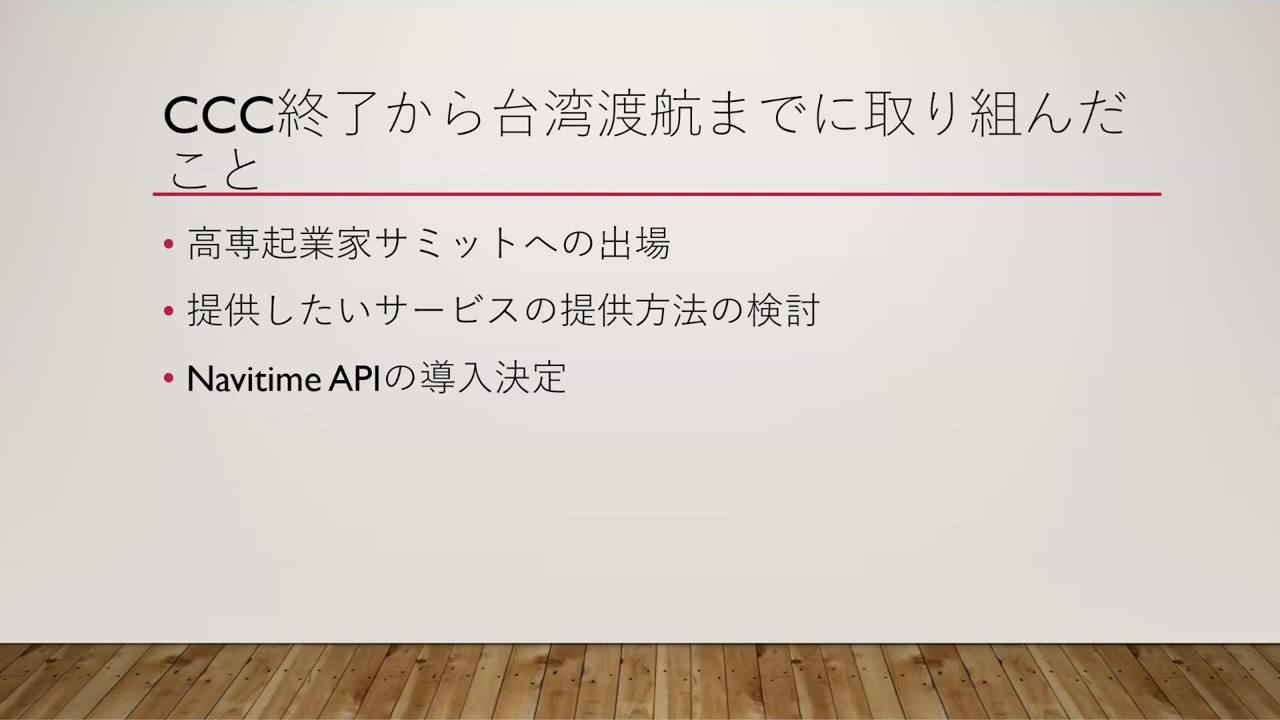 CCC終了から台湾渡航までに取り組んだ
こと
• 高専起業家サミットへの出場
• 提供したいサービスの提供方法の検討
• Navitime APIの導入決定